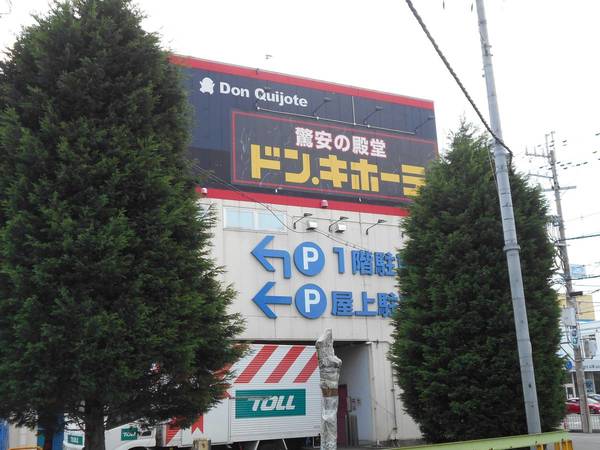 Don Quijote
驚安の殿堂
ドン.キホーテ
P 1階駐
P 屋上駐
TOLL